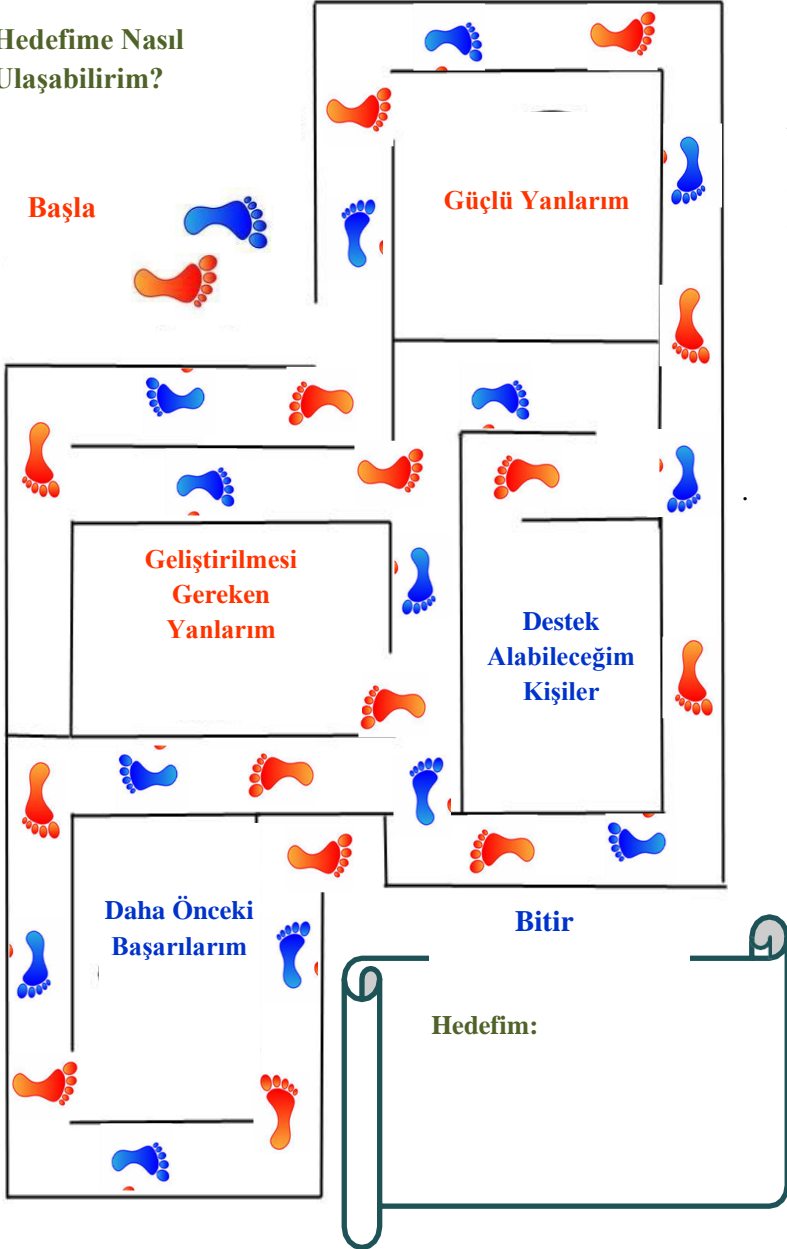 Hedefime Nasıl
Ulaşabilirim?
Başla
Güçlü Yanlarım
Geliştirilmesi
Gereken
Yanlarım
Destek
Alabileceğim
Kişiler
Daha Önceki
Başarılarım
Bitir
Hedefim: